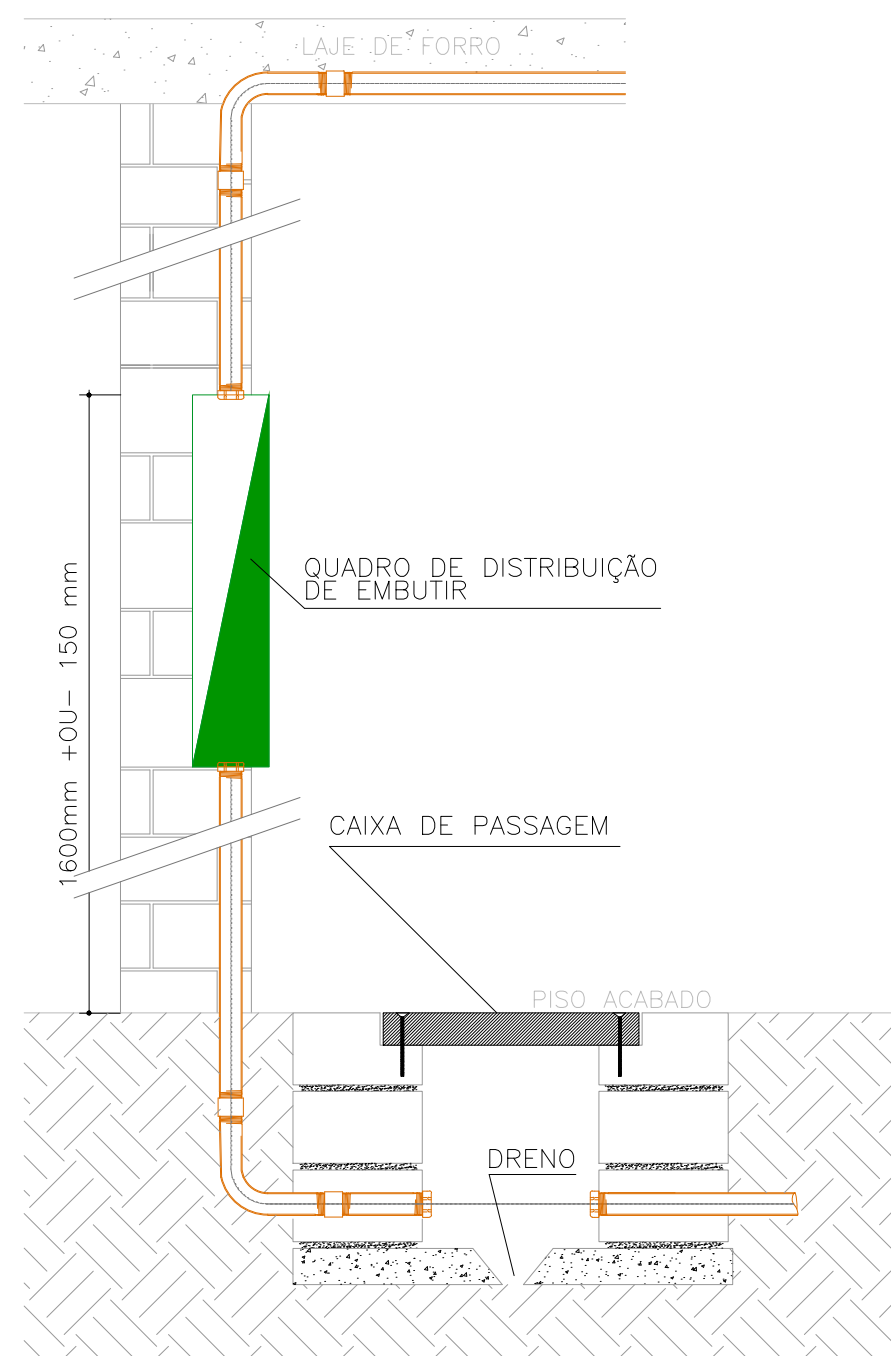 LAJE DE FORRO
QUADRO DE DISTRIBUIÇÃO
DE EMBUTIR
1600mm +OU- 150 mm
CAIXA DE PASSAGEM
PISO ACABADO
DRENO